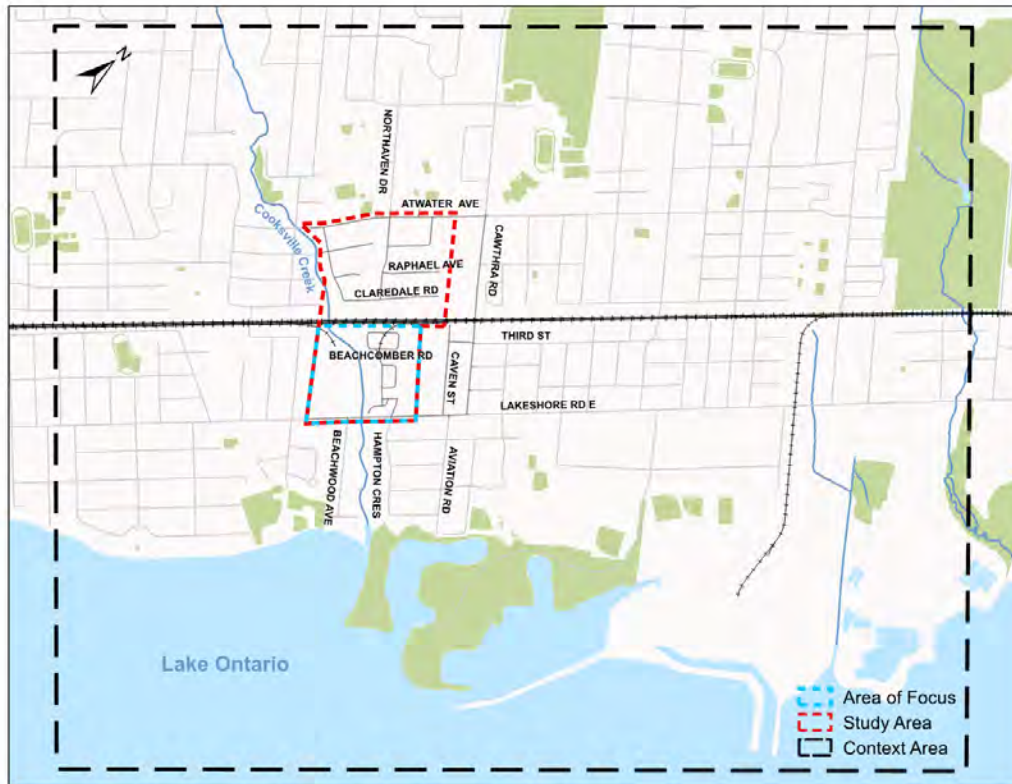 N
NORTHAVEN DR
ATWATER AVE
Cooksville Creek
CAWTHRA RD
RAPHAEL AVE
CLAREDALE RD
THIRD ST
BEACHCOMBER RD
CAVEN ST
LAKESHORE RD E
BEACHWOOD AVE
HAMPTON CRES
AVIATION RD
Lake Ontario
Area of Focus
Study Area
Context Area